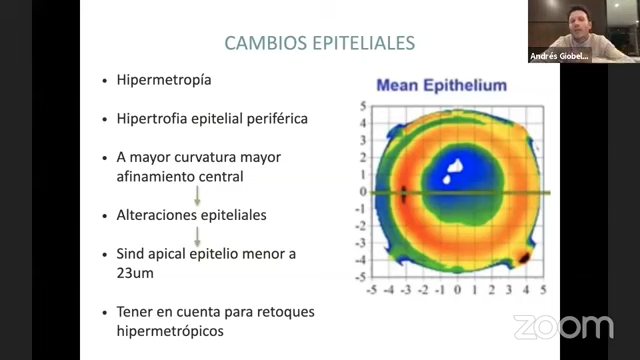 CAMBIOS EPITELIALES
• Hipermetropía
• Hipertrofia epitelial periférica
• A mayor curvatura mayor
afinamiento central
• Alteraciones epiteliales
• Sind apical epitelio menor a
23um
• Tener en cuenta para retoques
hipermetrópicos
Mean Epithelium
5
4
3
2
1
0
-1
-2
-3
-4
-5
-5 -4 -3 -2 -1 0 1 2 3 4 5
Andrés Giobel...
zoom